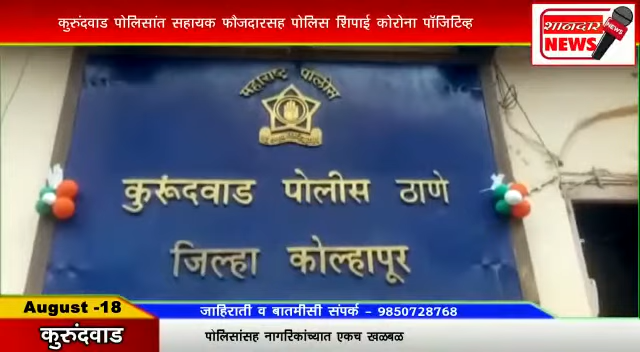 कुरुंदवाड पोलिसांत सहायक फौजदारसह पोलिस शिपाई कोरोना पॉजिटिव्ह
शानदार
NEWS
महाराष्ट्र पोलीस
कुरूंदवाड पोलीस ठाणे
जिल्हा कोल्हापूर
August -18
जाहिराती व बातमीसी संपर्क - 9850728768
कुरुंदवाड
पोलिसांसह नागरिकांच्यात एकच खळबळ